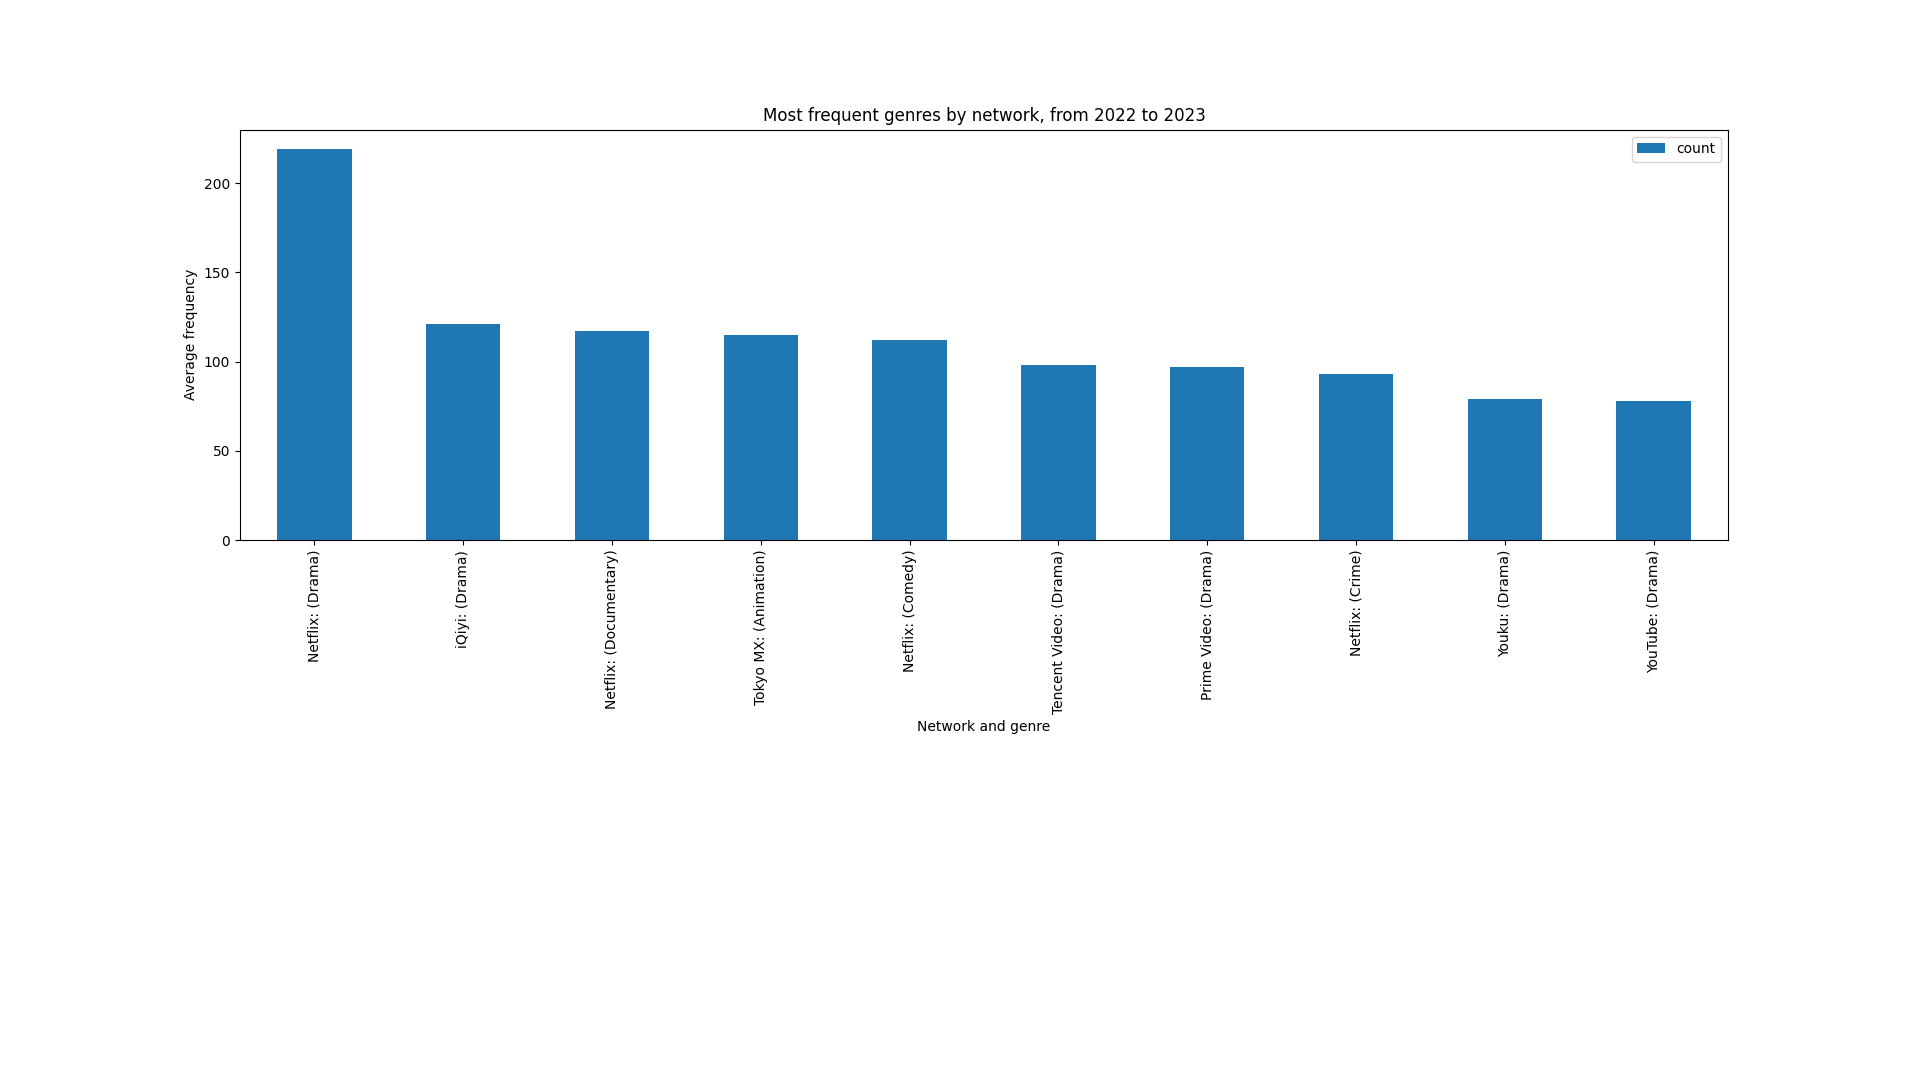 Most frequent genres by network, from 2022 to 2023
count
Average frequency
200
150
100
50
0
Netflix: (Drama)
iQiyi: (Drama)
Netflix: (Documentary)
Tokyo MX: (Animation)
Netflix: (Comedy)
Tencent Video: (Drama)
Prime Video: (Drama)
Netflix: (Crime)
Youku: (Drama)
YouTube: (Drama)
Network and genre